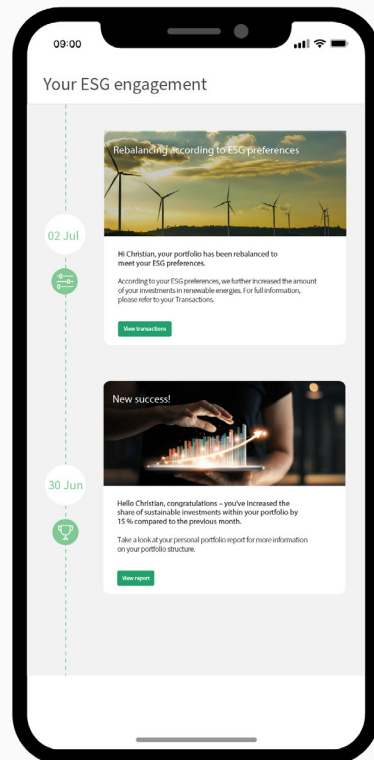 09:00
Your ESG engagement
Rebalancing according to ESG preferences
02 Jul
Hi Christian, your portfolio has been rebalanced to
meet your ESG preferences.
According to your ESG preferences, we further increased the amount
of your investments in renewable energies. For full information,
please refer to your Transactions.
View transactions
New success!
30 Jun
Hello Christian, congratulations – you've increased the
share of sustainable investments within your portfolio by
15 % compared to the previous month.
Take a look at your personal portfolio report for more information
on your portfolio structure.
View report